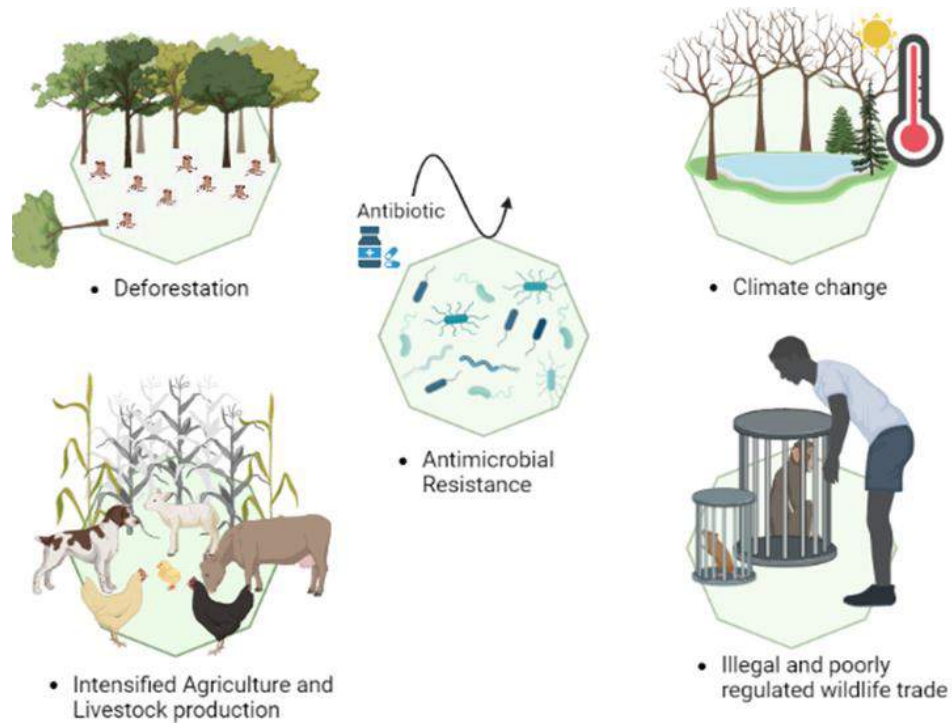 • Deforestation
Antibiotic
• Climate change
• Antimicrobial
Resistance
• Intensified Agriculture and
Livestock production
• Illegal and poorly
regulated wildlife trade